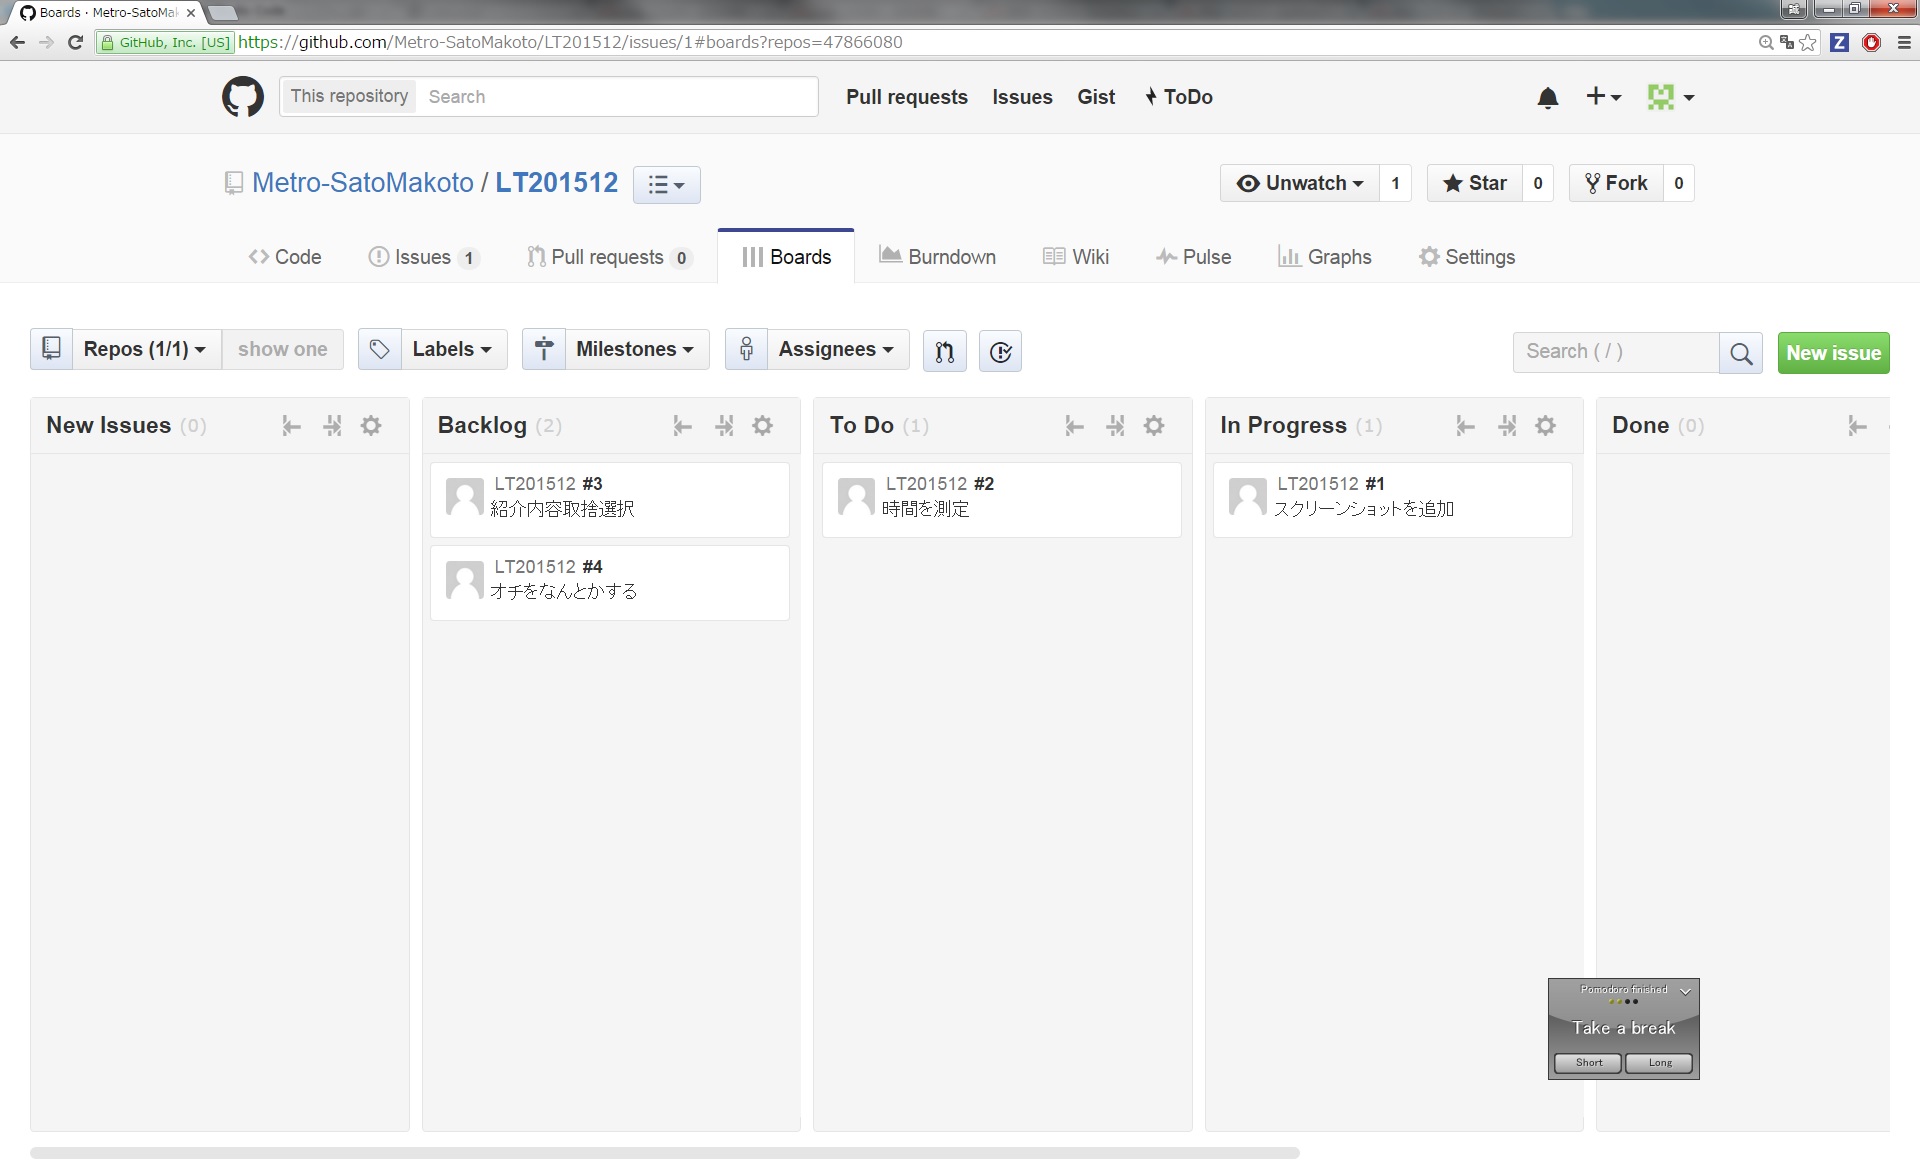 Boards · Metro-SatoMak
GitHub, Inc. [US]
https://github.com/Metro-SatoMakoto/LT201512/issues/1#boards?repos=47866080
This repository
Search
Pull requests
Issues
Gist
ToDo
Metro-SatoMakoto / LT201512
Unwatch 1
Star 0
Fork 0
Code
Issues 1
Pull requests 0
Boards
Burndown
Wiki
Pulse
Graphs
Settings
Repos (1/1)
show one
Labels
Milestones
Assignees
Search ( / )
New issue
New Issues (0)
Backlog (2)
LT201512 #3
紹介内容取捨選択
LT201512 #4
オチをなんとかする
To Do (1)
LT201512 #2
時間を測定
In Progress (1)
LT201512 #1
スクリーンショットを追加
Done (0)
Pomodoro finished
Take a break
Short
Long